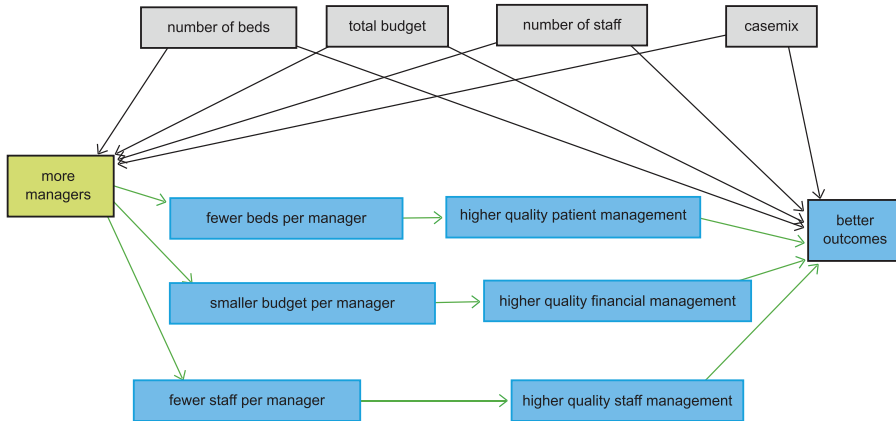 number of beds
total budget
number of staff
casemix
more
managers
fewer beds per manager
higher quality patient management
better
outcomes
smaller budget per manager
higher quality financial management
fewer staff per manager
higher quality staff management